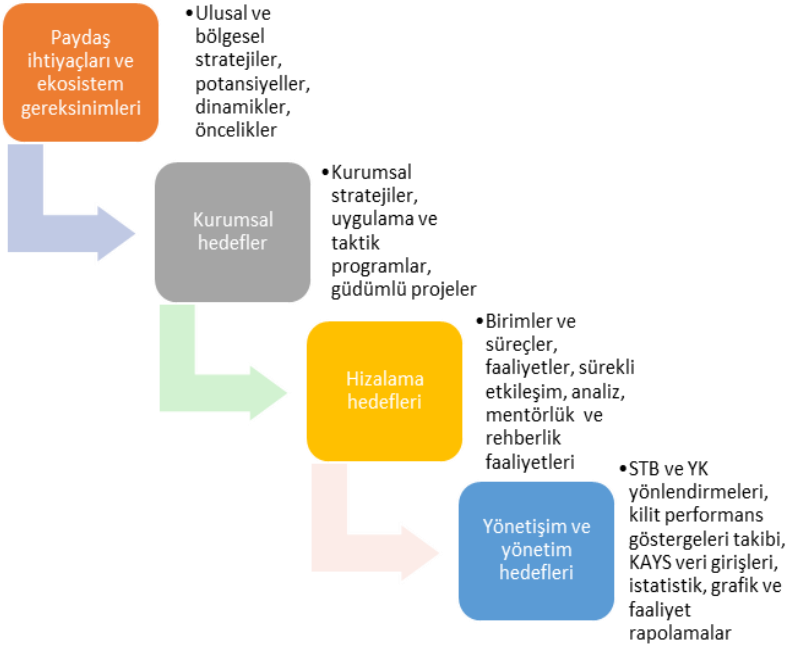 Paydaş
ihtiyaçları ve
ekosistem
gereksinimleri
•Ulusal ve
bölgesel
stratejiler,
potansiyeller,
dinamikler,
öncelikler
Kurumsal
hedefler
•Kurumsal
stratejiler,
uygulama ve
taktik
programlar,
güdümlü projeler
Hizalama
hedefleri
•Birimler ve
süreçler,
faaliyetler, sürekli
etkileşim, analiz,
mentörlük ve
rehberlik
faaliyetleri
Yönetişim ve
yönetim
hedefleri
•STB ve YK
yönlendirmeleri,
kilit performans
göstergeleri takibi,
KAYS veri girişleri,
istatistik, grafik ve
faaliyet
rapolamalar